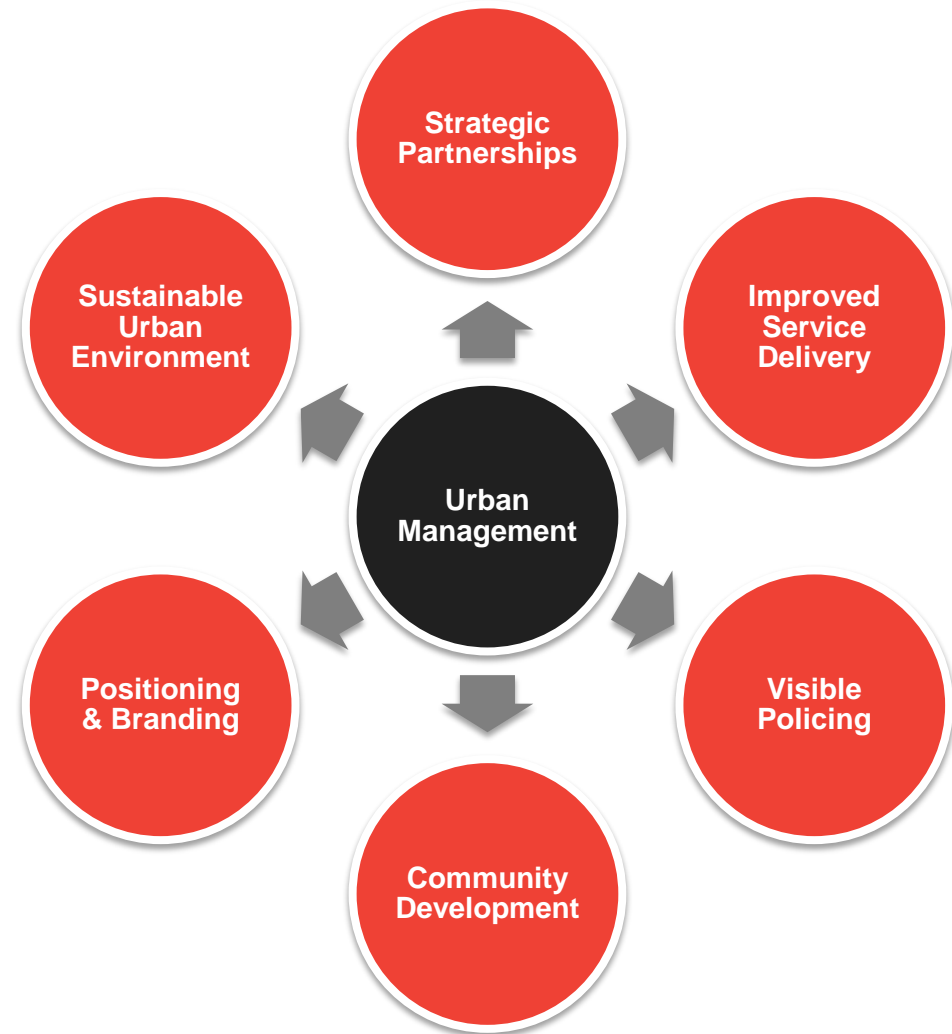 Strategic
Partnerships
Sustainable
Urban
Environment
Improved
Service
Delivery
Urban
Management
Positioning
& Branding
Visible
Policing
Community
Development